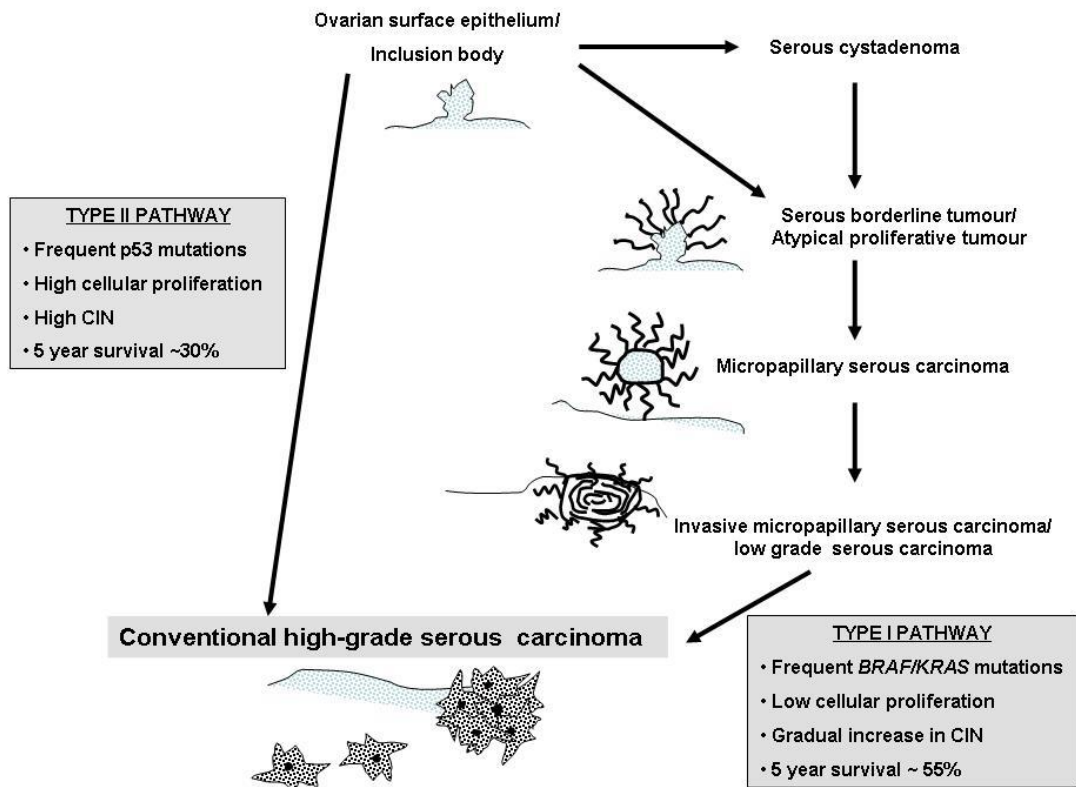 Ovarian surface epithelium/
Inclusion body
Serous cystadenoma
TYPE II PATHWAY
• Frequent p53 mutations
• High cellular proliferation
• High CIN
• 5 year survival ~30%
Serous borderline tumour/
Atypical proliferative tumour
Micropapillary serous carcinoma
Invasive micropapillary serous carcinoma/
low grade serous carcinoma
Conventional high-grade serous carcinoma
TYPE I PATHWAY
• Frequent BRAF/KRAS mutations
• Low cellular proliferation
• Gradual increase in CIN
• 5 year survival ~ 55%